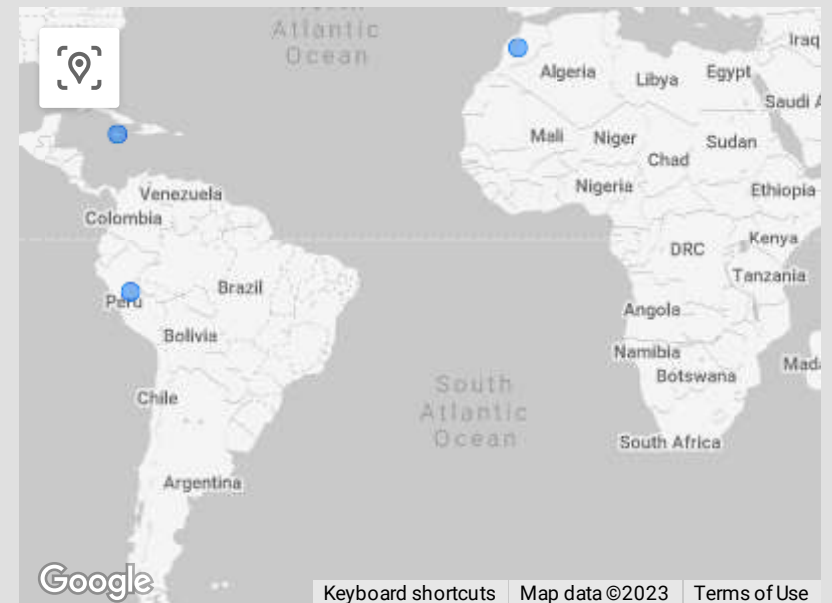 North
Atlantic
Ocean
Iraq
Algeria
Libya
Egypt
Saudi A
Mali
Niger
Sudan
Chad
Venezuela
Nigeria
Ethiopia
Colombia
Kenya
DRC
Tanzania
Brazil
Peru
Angola
Bolivia
Namibia
Mada
Botswana
South
Atlantic
Ocean
Chile
South Africa
Argentina
Google
Keyboard shortcuts
Map data ©2023
Terms of Use